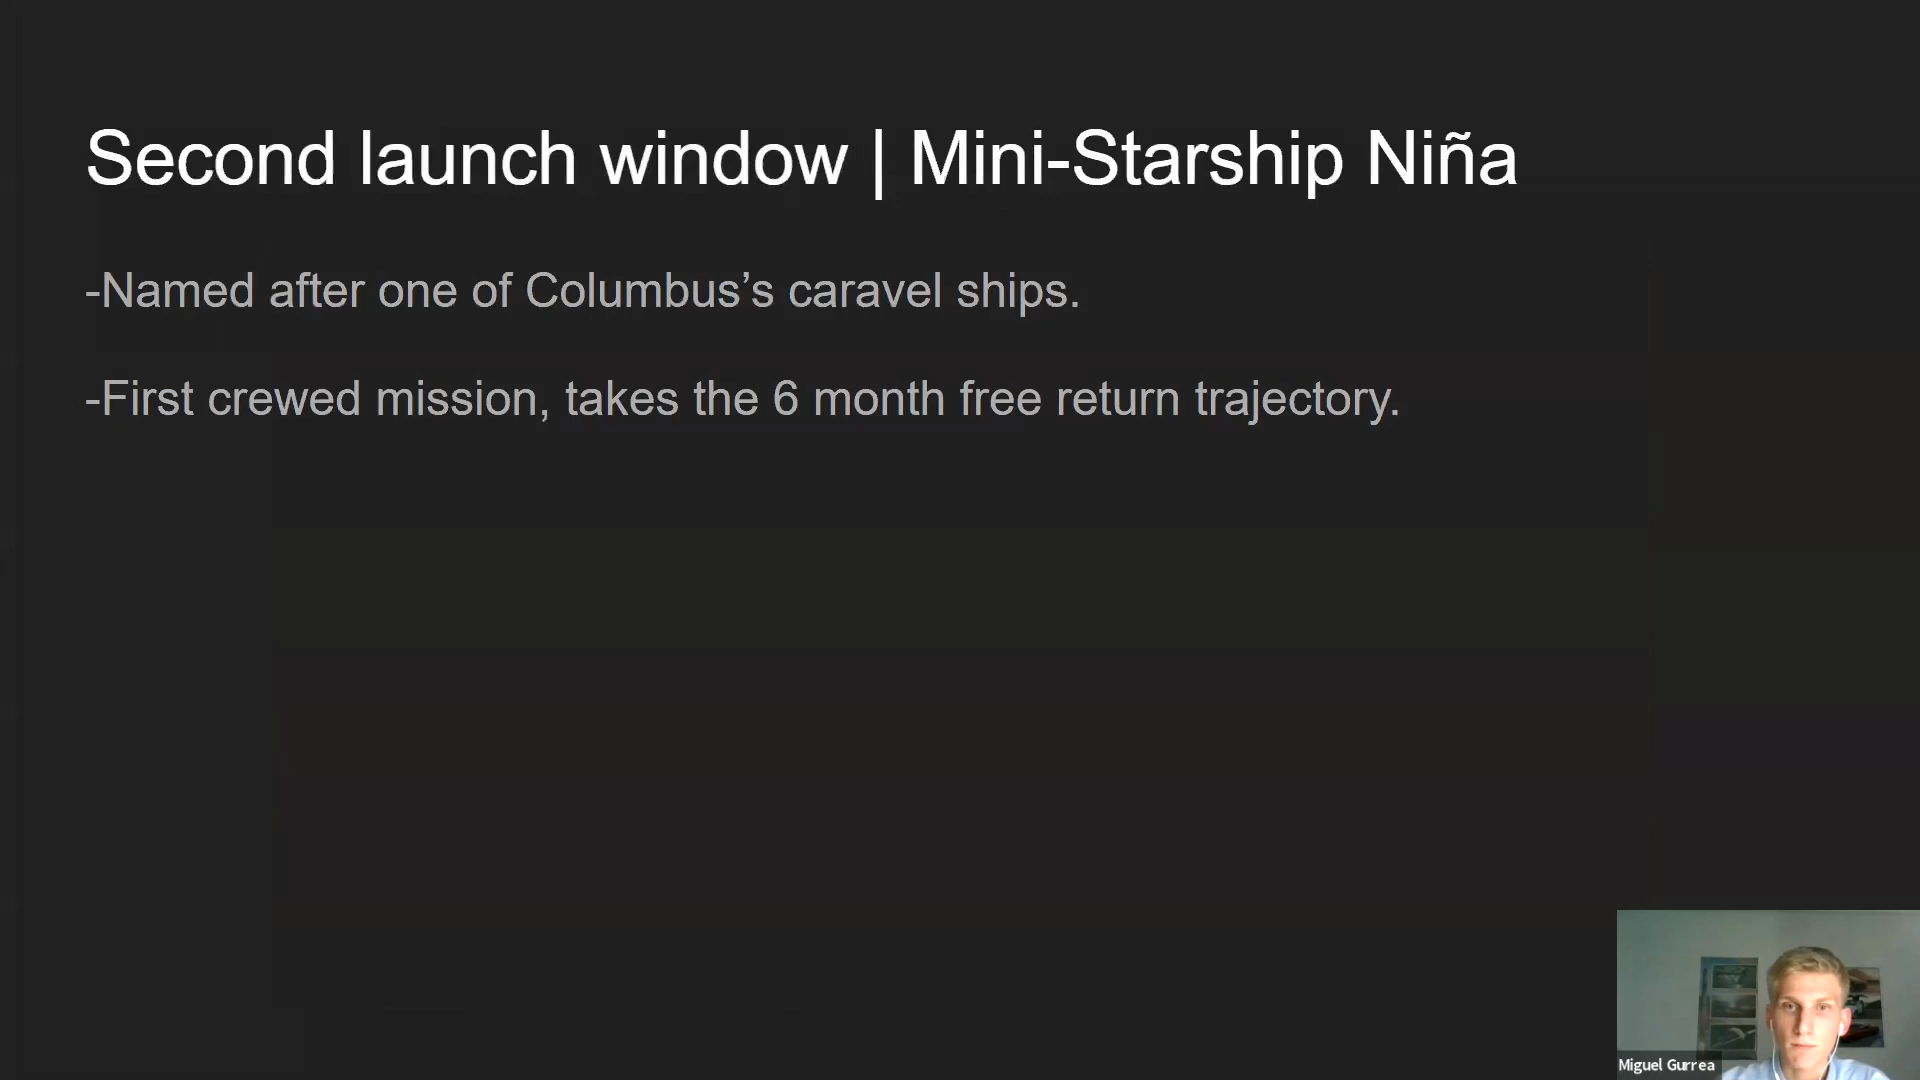 Second launch window | Mini-Starship Niña
-Named after one of Columbus’s caravel ships.
-First crewed mission, takes the 6 month free return trajectory.
Miguel Gurrea